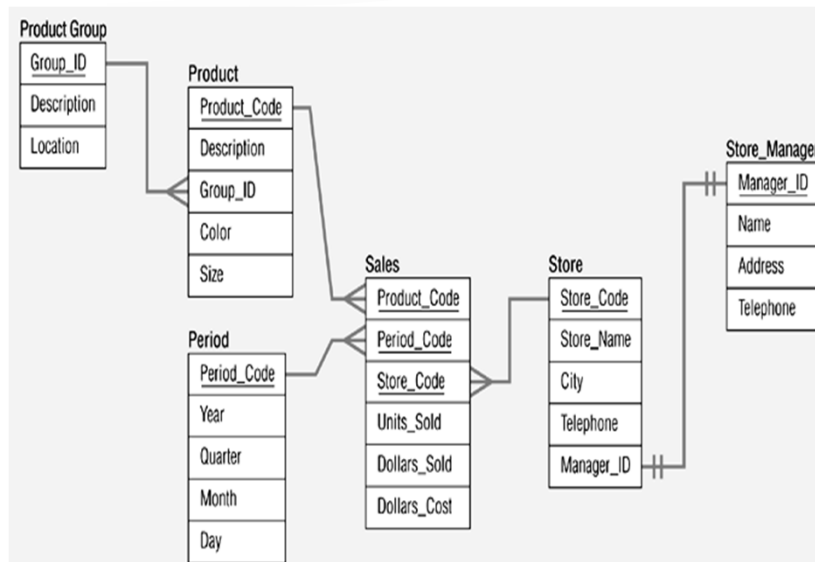 Product Group
Group_ID
Description
Location
Product
Product_Code
Description
Group_ID
Color
Size
Period
Period_Code
Year
Quarter
Month
Day
Sales
Product_Code
Period_Code
Store_Code
Units_Sold
Dollars_Sold
Dollars_Cost
Store
Store_Code
Store_Name
City
Telephone
Manager_ID
Store_Manager
Manager_ID
Name
Address
Telephone